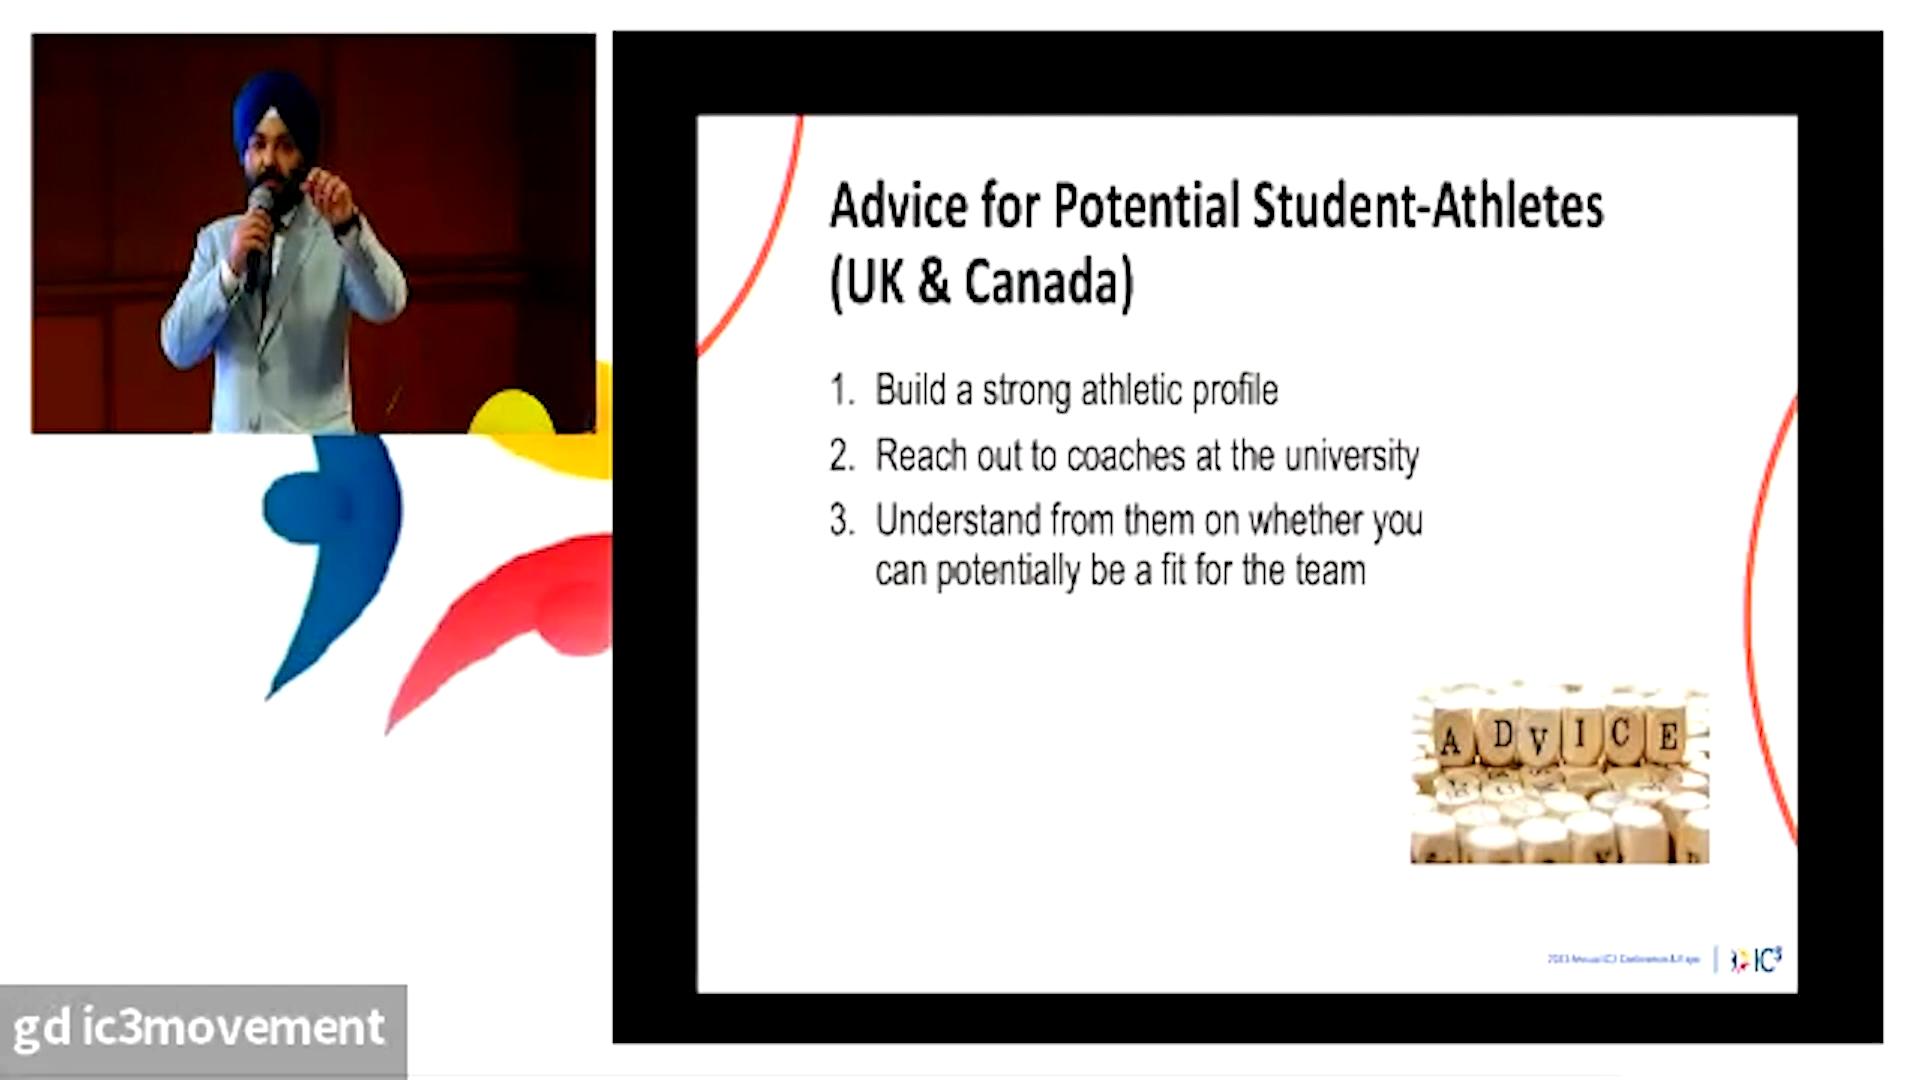 Advice for Potential Student-Athletes
(UK & Canada)
1. Build a strong athletic profile
2. Reach out to coaches at the university
3. Understand from them on whether you
can potentially be a fit for the team
ADVICE
IC3
gd ic3movement